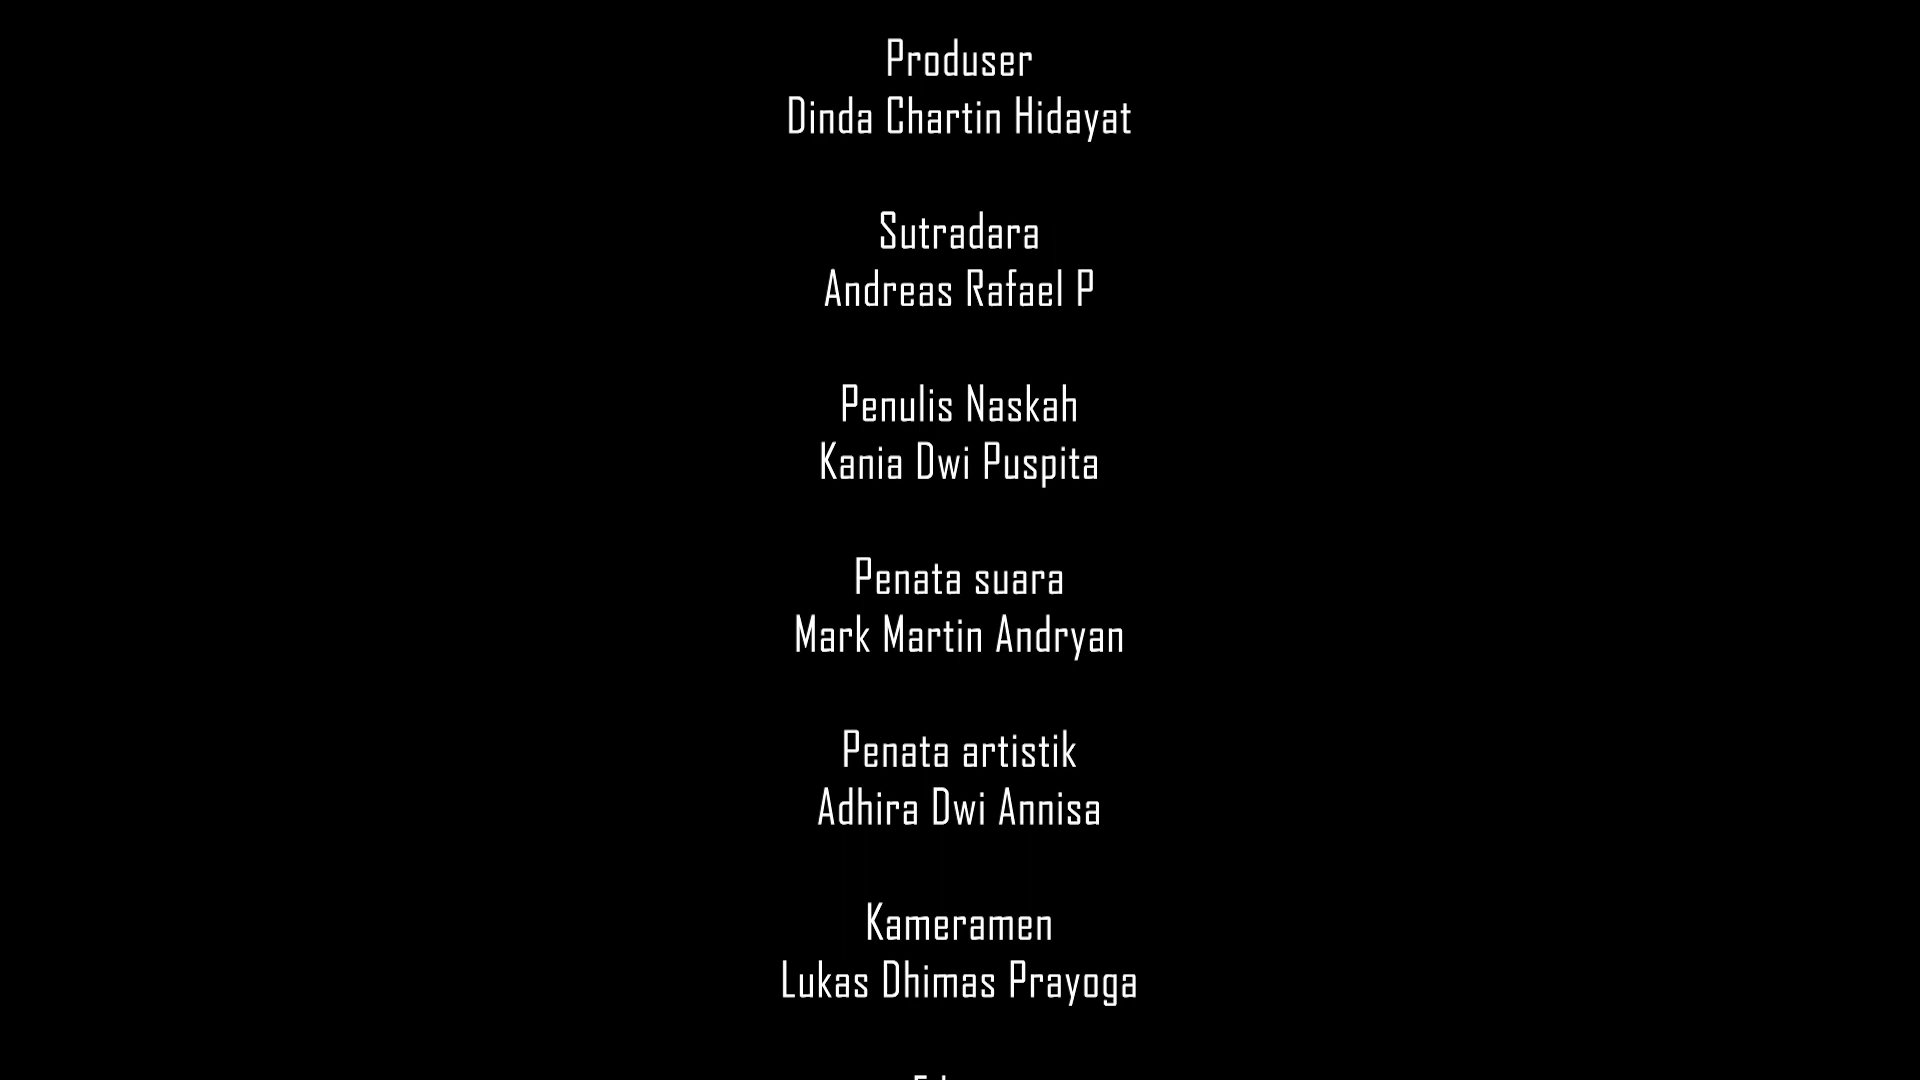 Produser
Dinda Chartin Hidayat
Sutradara
Andreas Rafael P
Penulis Naskah
Kania Dwi Puspita
Penata suara
Mark Martin Andryan
Penata artistik
Adhira Dwi Annisa
Kameramen
Lukas Dhimas Prayoga